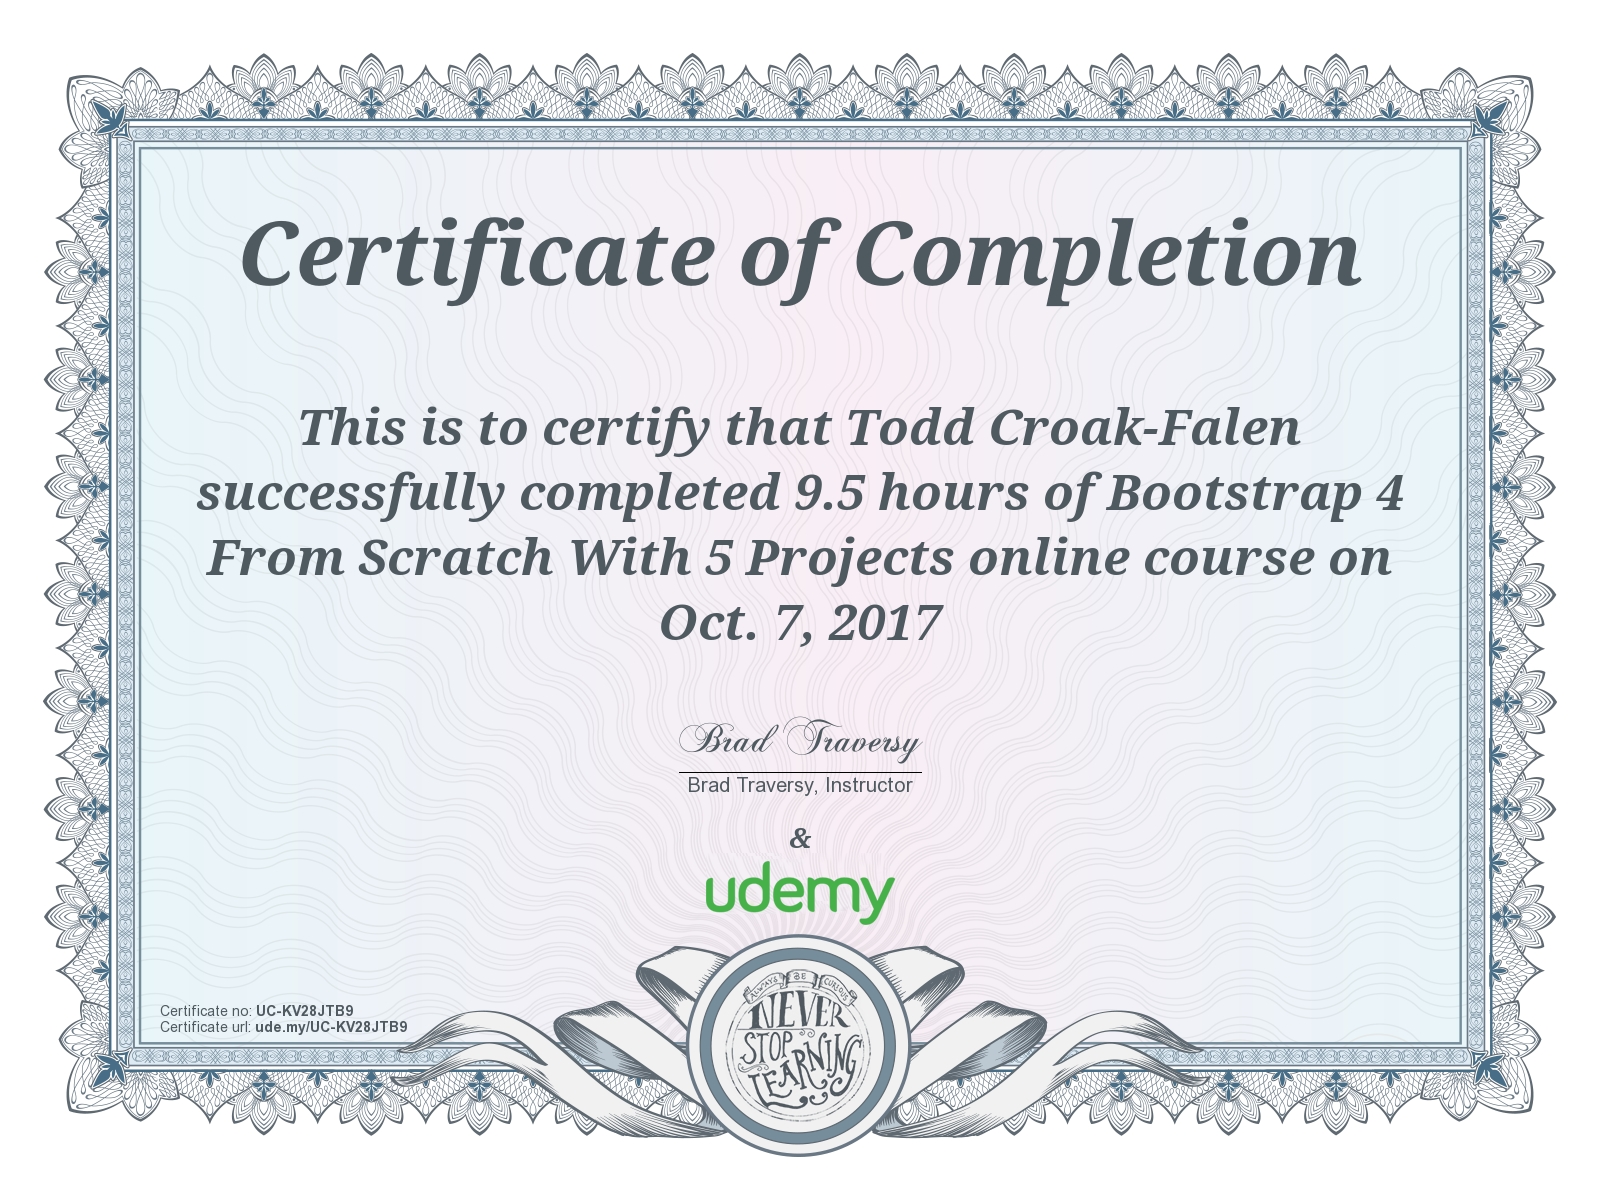 Certificate of Completion
This is to certify that Todd Croak-Falen
successfully completed 9.5 hours of Bootstrap 4
From Scratch With 5 Projects online course on
Oct. 7, 2017
Brad Traversy
Brad Traversy, Instructor
&
udemy
Certificate no: UC-KV28JTB9
Certificate url: ude.my/UC-KV28JTB9
ALWAYS BE CURIOUS
NEVER
STOP
LEARNING